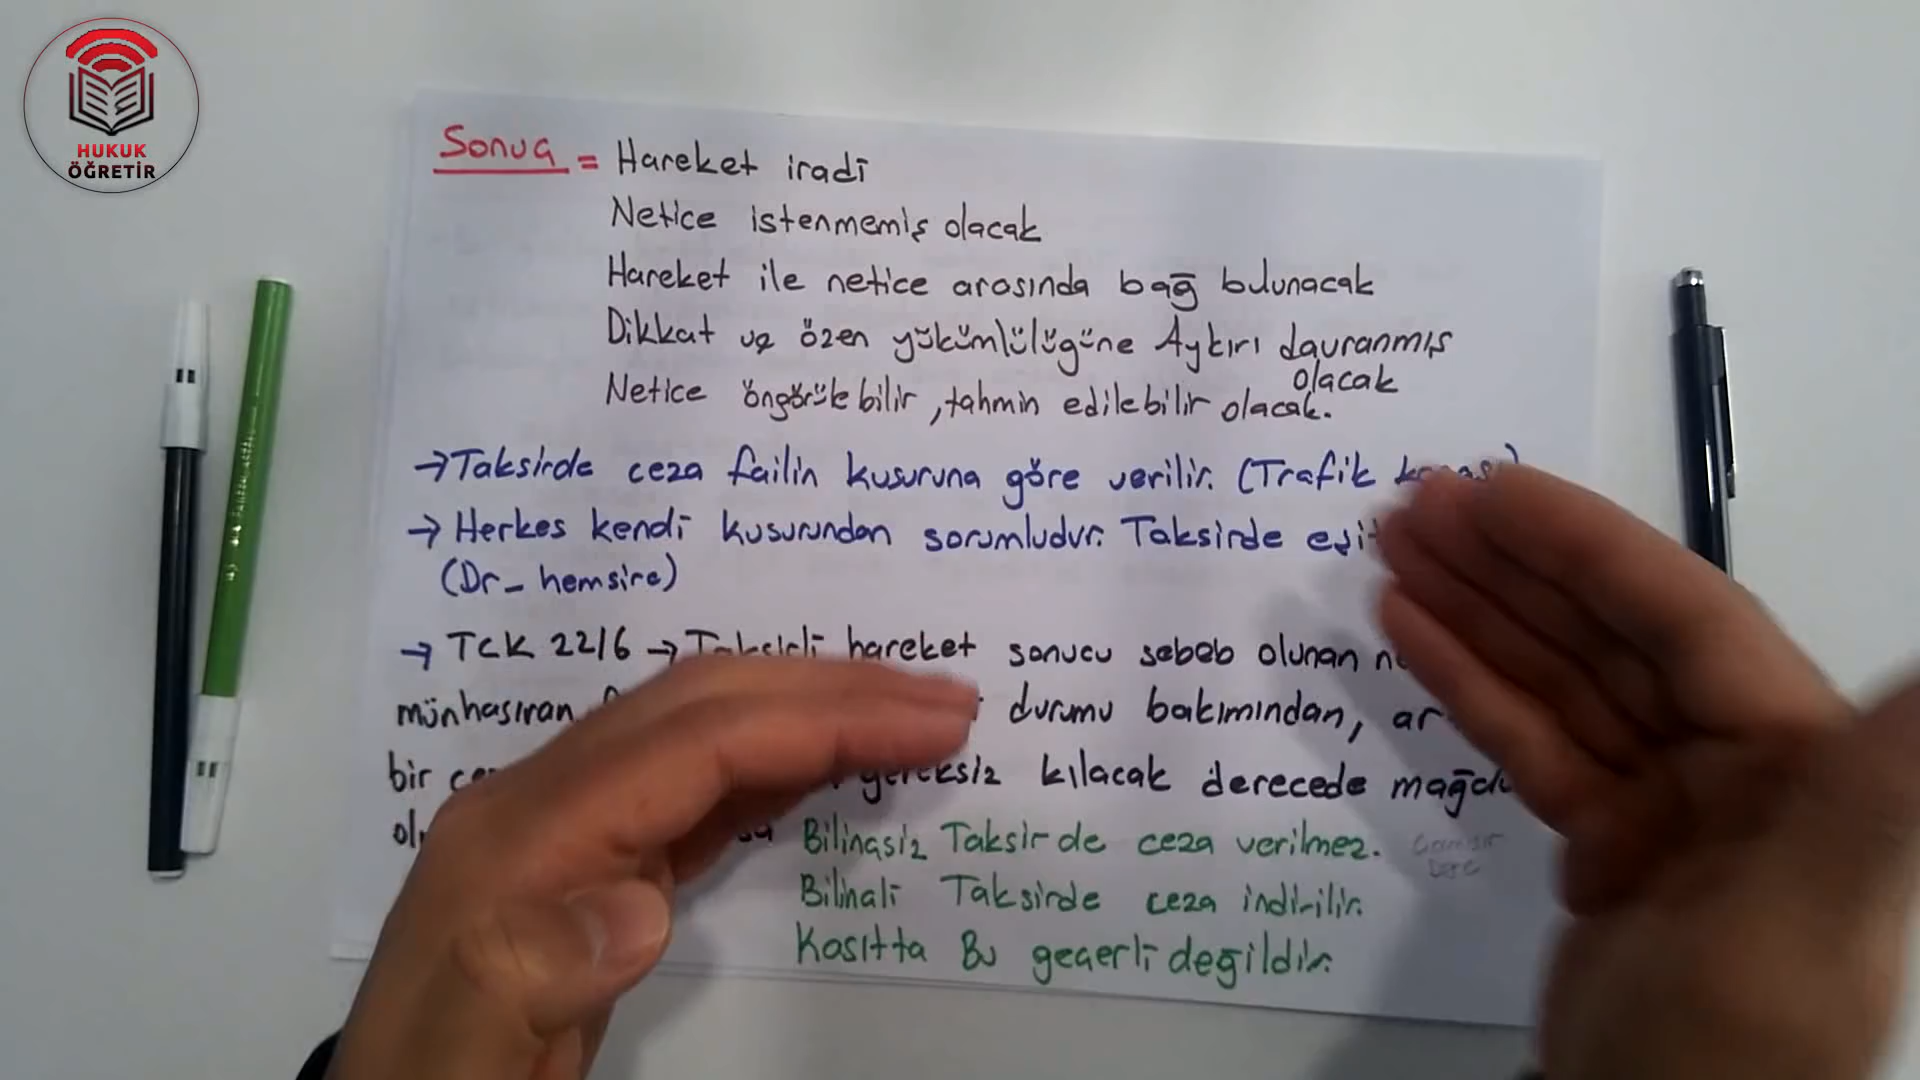 HUKUK
ÖĞRETİR
Sonuç = Hareket iradi
Netice istenmemiş olacak
Hareket ile netice arasında bağ bulunacak
Dikkat ve özen yükümlülüğüne Aykırı davranmış
olacak
Netice öngörülebilir, tahmin edilebilir olacak.
→ Taksirde ceza failin kusuruna göre verilir. (Trafik
→ Herkes kendi kusurundan sorumludur. Taksirde
(Dr - hemşire)
→ TCK 22/6 → Taksirli hareket sonucu sebeb olunan
münhasıran durumu bakımından,
bir gereksiz kılacak derecede
Bilinçsiz Taksirde ceza verilmez.
Bilinçli Taksirde ceza indirilir.
Kasıtta Bu geçerli değildir.